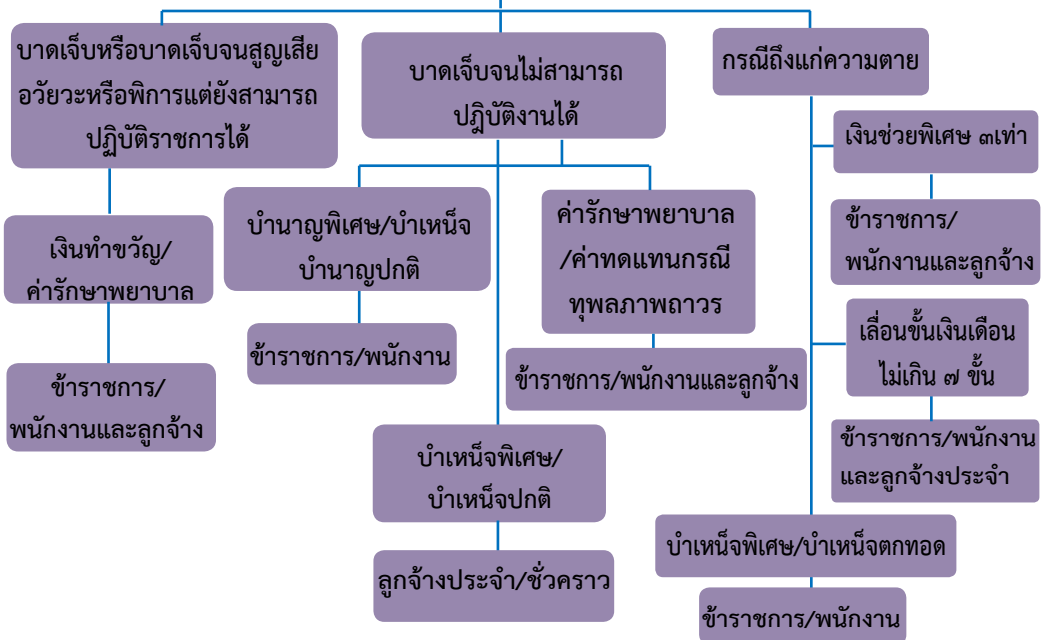 บาดเจ็บหรือบาดเจ็บจนสูญเสีย
อวัยวะหรือพิการแต่ยังสามารถ
ปฏิบัติราชการได้
เงินทำขวัญ/
ค่ารักษาพยาบาล
ข้าราชการ/
พนักงานและลูกจ้าง
บาดเจ็บจนไม่สามารถ
ปฎิบัติงานได้
บำนาญพิเศษ/บำเหน็จ
บำนาญปกติ
ข้าราชการ/พนักงาน
ค่ารักษาพยาบาล
/ค่าทดแทนกรณี
ทุพลภาพถาวร
ข้าราชการ/พนักงานและลูกจ้าง
บำเหน็จพิเศษ/
บำเหน็จปกติ
ลูกจ้างประจำ/ชั่วคราว
กรณีถึงแก่ความตาย
เงินช่วยพิเศษ ๓เท่า
ข้าราชการ/
พนักงานและลูกจ้าง
เลื่อนขั้นเงินเดือน
ไม่เกิน ๗ ขั้น
ข้าราชการ/พนักงาน
และลูกจ้างประจำ
บำเหน็จพิเศษ/บำเหน็จตกทอด
ข้าราชการ/พนักงาน